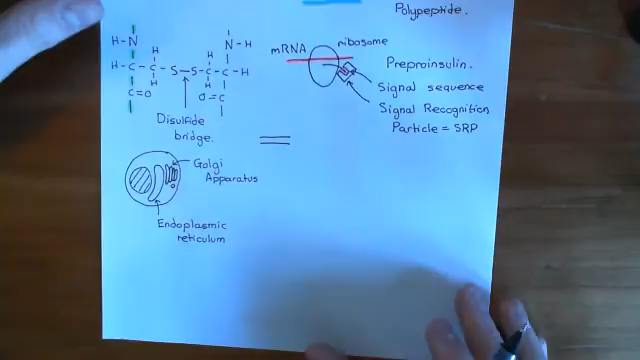 Polypeptide.
H-N
N-H
H
H
H-C-C-S-S-C-C-H
H
H
C=O
O=C
Disulfide
bridge.
mRNA
ribosome
Preproinsulin.
Signal sequence
Signal Recognition
Particle = SRP
Golgi
Apparatus
Endoplasmic
reticulum